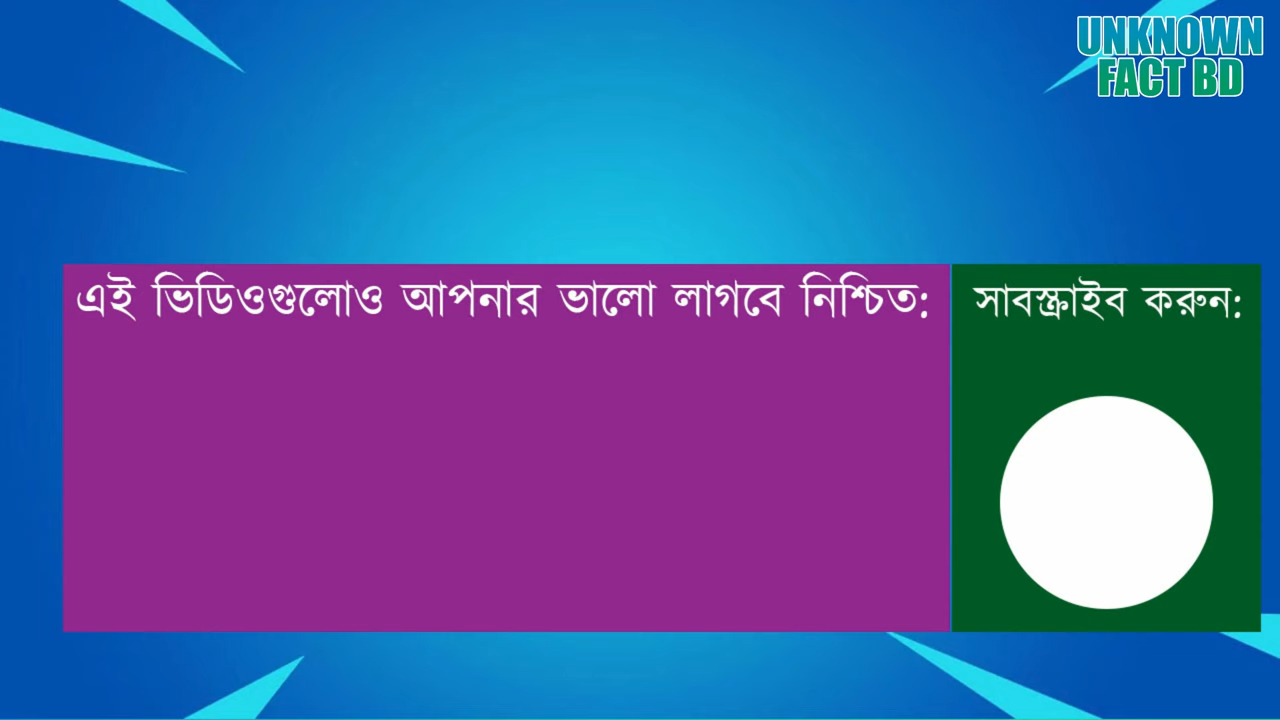 UNKNOWN
FACT BD
এই ভিডিওগুলোও আপনার ভালো লাগবে নিশ্চিত:
সাবস্ক্রাইব করুন: